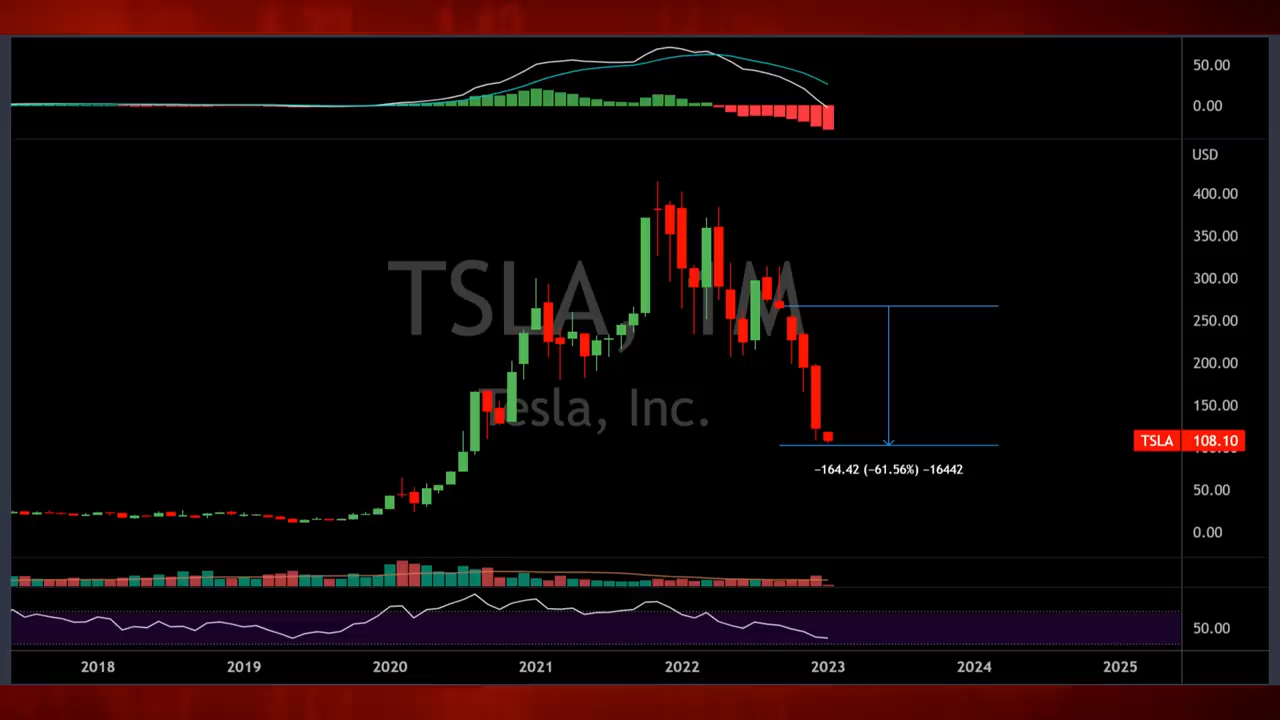 50.00
0.00
USD
400.00
350.00
300.00
250.00
200.00
150.00
TSLA 108.10
50.00
0.00
TSLA, 1M
Tesla, Inc.
−164.42 (−61.56%) −16442
50.00
2018 2019 2020 2021 2022 2023 2024 2025